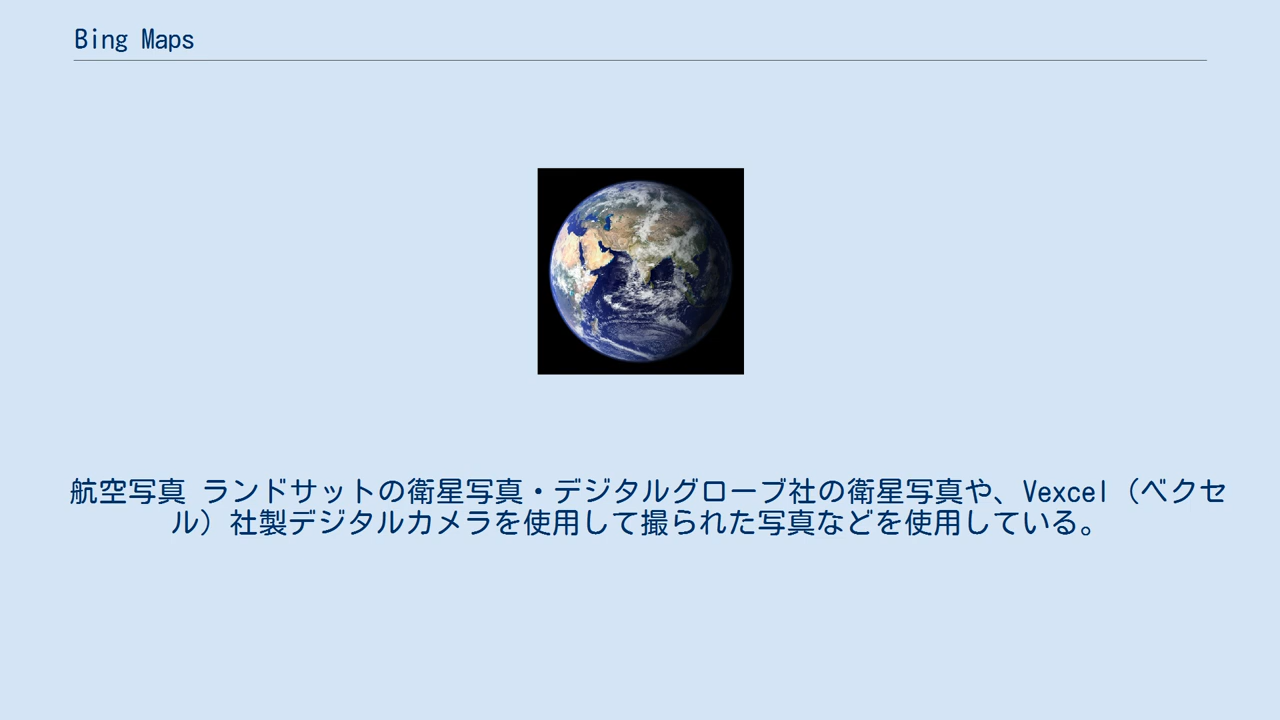 Bing Maps
航空写真 ランドサットの衛星写真・デジタルグローブ社の衛星写真や、Vexcel（ベクセ
ル）社製デジタルカメラを使用して撮られた写真などを使用している。